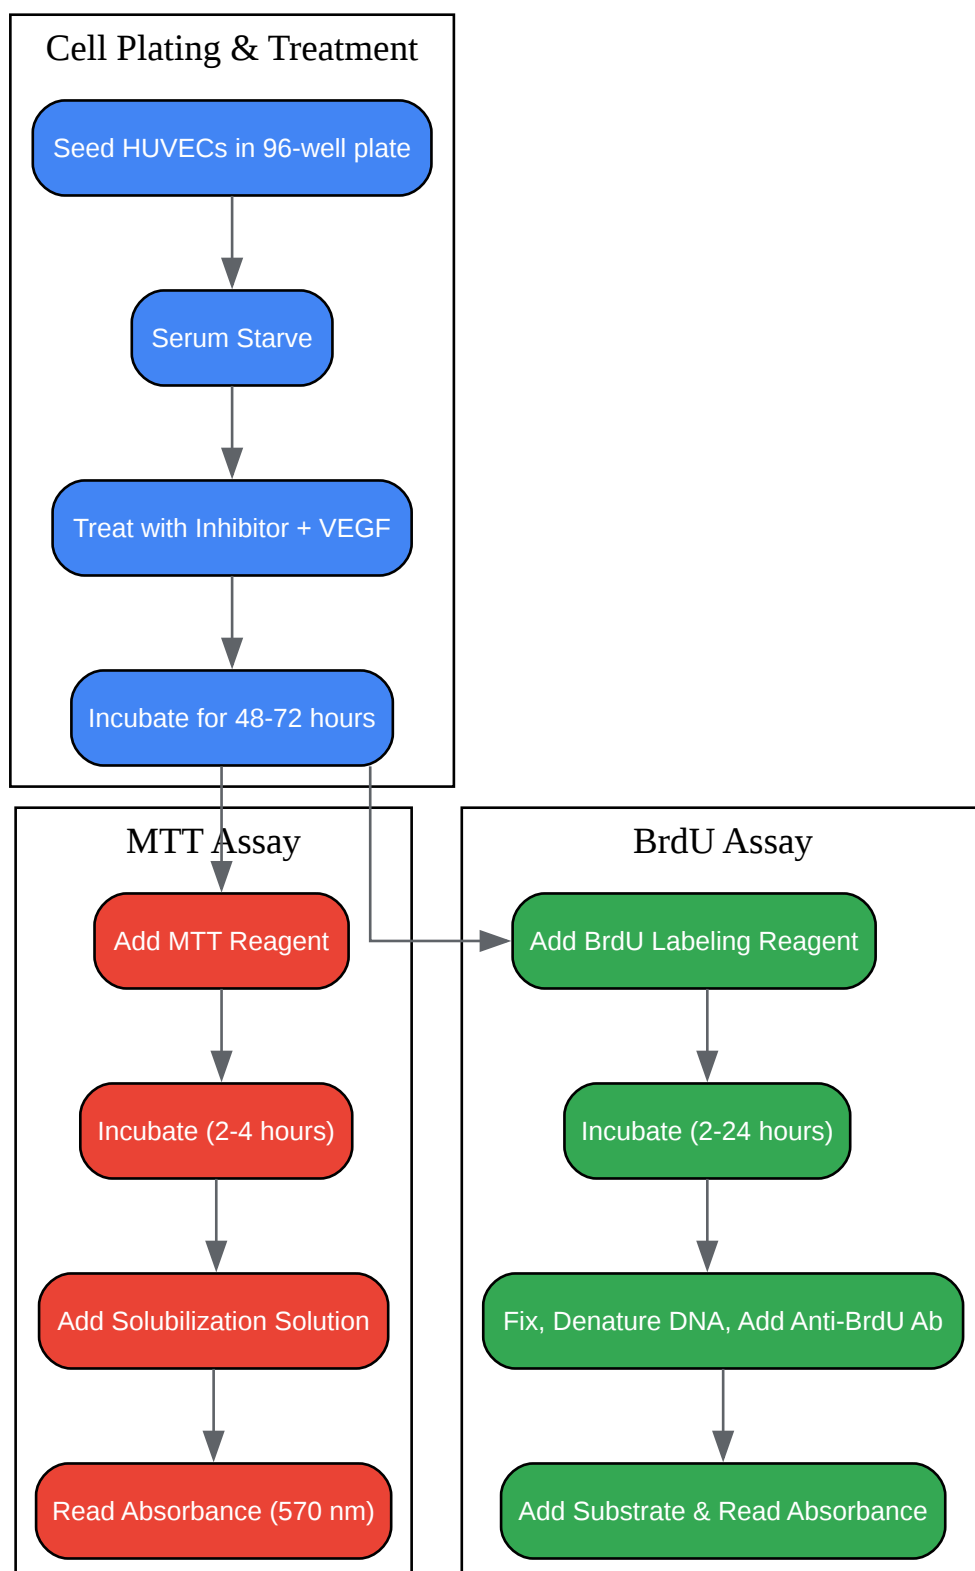 Cell Plating & Treatment
Seed HUVECs in 96-well plate
Serum Starve
Treat with Inhibitor + VEGF
Incubate for 48-72 hours
MTT Assay
Add MTT Reagent
Incubate (2-4 hours)
Add Solubilization Solution
Read Absorbance (570 nm)
BrdU Assay
Add BrdU Labeling Reagent
Incubate (2-24 hours)
Fix, Denature DNA, Add Anti-BrdU Ab
Add Substrate & Read Absorbance